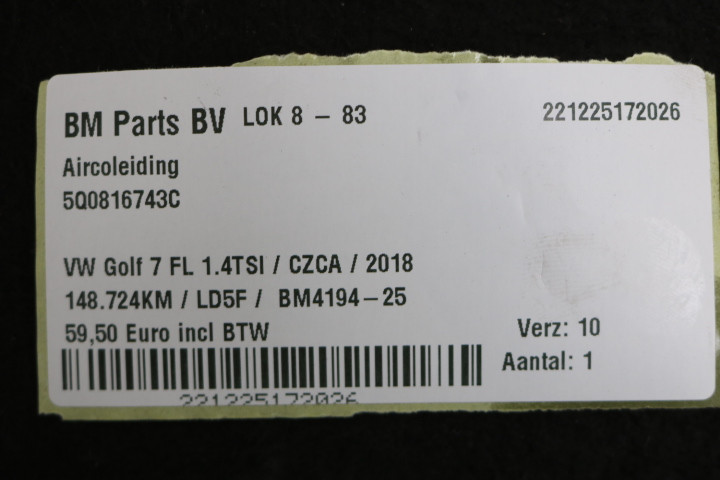 BM Parts BV LOK 8 - 83 221225172026
Aircoleiding
5Q0816743C
VW Golf 7 FL 1.4TSI / CZCA / 2018
148.724KM / LD5F / BM4194-25
59,50 Euro incl BTW Verz: 10
Aantal: 1
221225172026